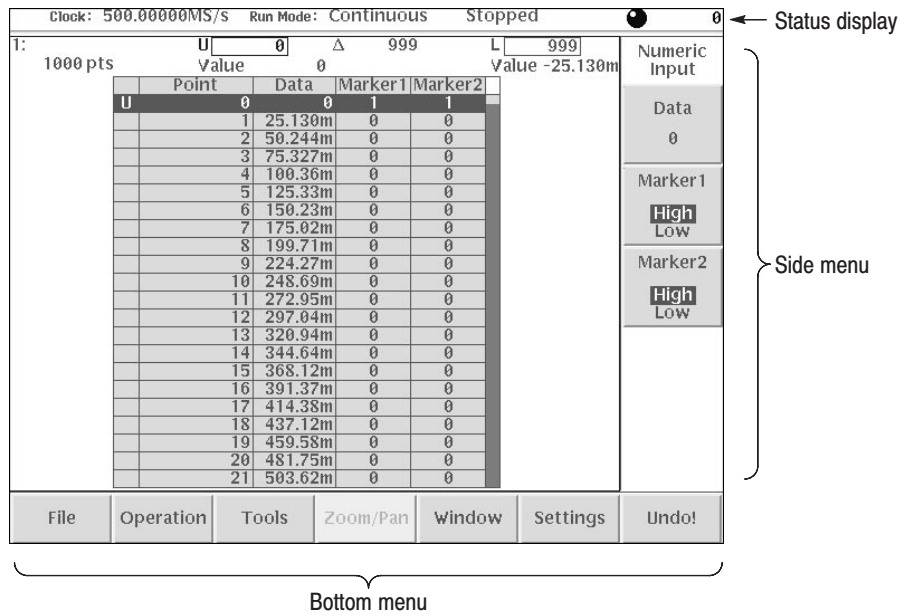 Clock: 500.00000MS/s Run Mode: Continuous Stopped 0
Status display
1: U 0 Δ 999 L 999
1000 pts Value 0 Value -25.130m
Point Data Marker1 Marker2
U 0 0 1 1
1 25.130m 0 0
2 50.244m 0 0
3 75.327m 0 0
4 100.36m 0 0
5 125.33m 0 0
6 150.23m 0 0
7 175.02m 0 0
8 199.71m 0 0
9 224.27m 0 0
10 248.69m 0 0
11 272.95m 0 0
12 297.04m 0 0
13 320.94m 0 0
14 344.64m 0 0
15 368.12m 0 0
16 391.37m 0 0
17 414.38m 0 0
18 437.12m 0 0
19 459.58m 0 0
20 481.75m 0 0
21 503.62m 0 0
Numeric
Input
Data
0
Marker1
High
Low
Marker2
High
Low
Side menu
File Operation Tools Zoom/Pan Window Settings Undo!
Bottom menu